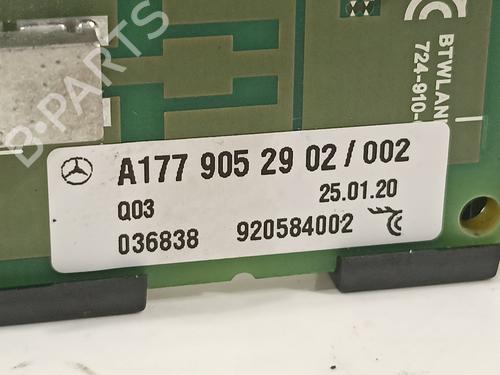 B-PARTS
BTWLAN
724-910-
A177 905 29 02 / 002
Q03
25.01.20
036838
920584002